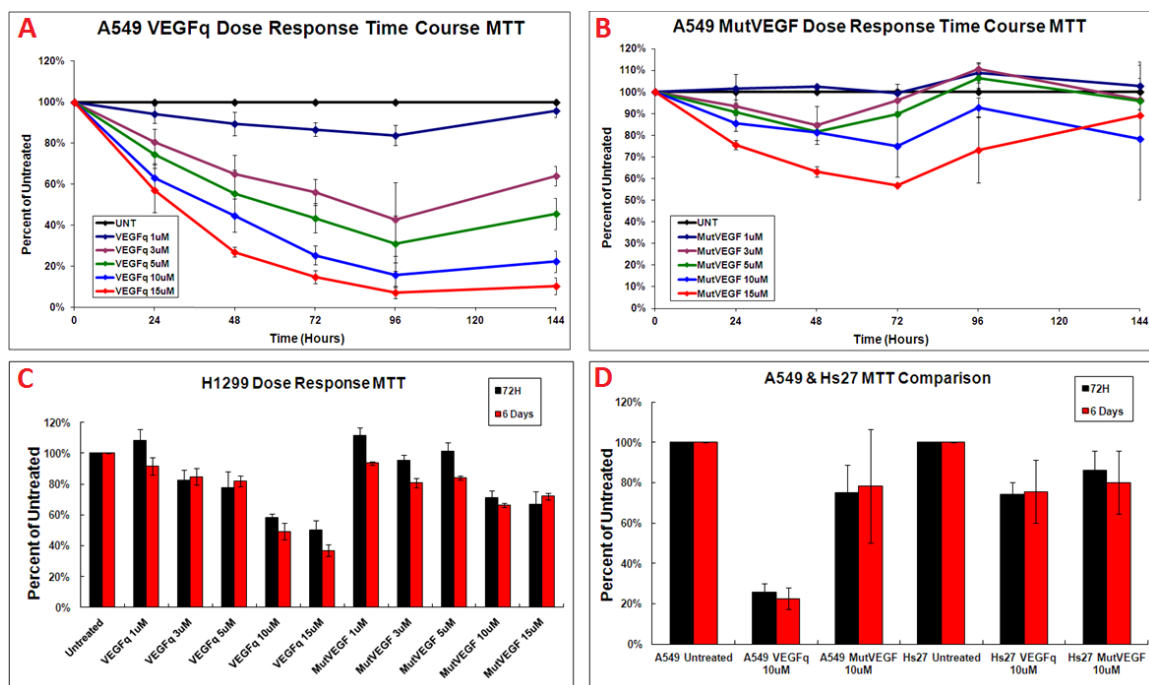 A
A549 VEGFq Dose Response Time Course MTT
120%
100%
80%
60%
40%
20%
0%
Percent of Untreated
UNT
VEGFq 1uM
VEGFq 3uM
VEGFq 5uM
VEGFq 10uM
VEGFq 15uM
0 24 48 72 96 120 144
Time (Hours)
B
A549 MutVEGF Dose Response Time Course MTT
120%
110%
100%
90%
80%
70%
60%
50%
40%
30%
20%
10%
0%
Percent of Untreated
UNT
MutVEGF 1uM
MutVEGF 3uM
MutVEGF 5uM
MutVEGF 10uM
MutVEGF 15uM
0 24 48 72 96 120 144
Time (Hours)
C
H1299 Dose Response MTT
72H
6 Days
120%
100%
80%
60%
40%
20%
0%
Percent of Untreated
Untreated
VEGFq 1uM
VEGFq 3uM
VEGFq 5uM
VEGFq 10uM
VEGFq 15uM
MutVEGF 1uM
MutVEGF 3uM
MutVEGF 5uM
MutVEGF 10uM
MutVEGF 15uM
D
A549 & Hs27 MTT Comparison
72H
6 Days
120%
100%
80%
60%
40%
20%
0%
Percent of Untreated
A549 Untreated
A549 VEGFq
10uM
A549 MutVEGF
10uM
Hs27 Untreated
Hs27 VEGFq
10uM
Hs27 MutVEGF
10uM